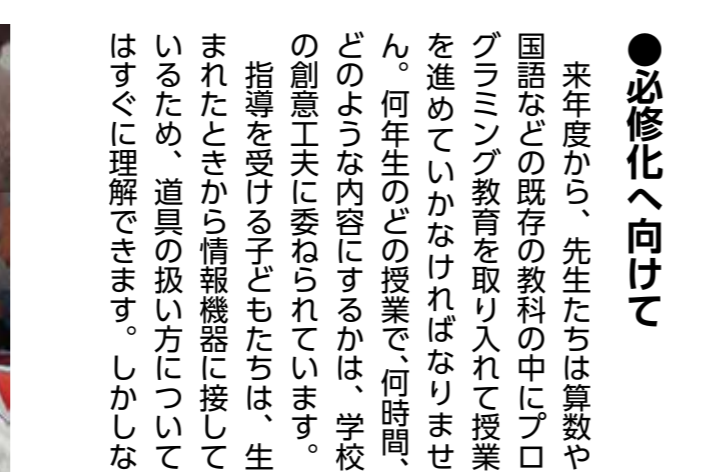 ●必修化へ向けて
　来年度から、先生たちは算数や
国語などの既存の教科の中にプロ
グラミング教育を取り入れて授業
を進めていかなければなりませ
ん。何年生のどの授業で、何時間、
どのような内容にするかは、学校
の創意工夫に委ねられています。
　指導を受ける子どもたちは、生
まれたときから情報機器に接して
いるため、道具の扱い方について
はすぐに理解できます。しかしな